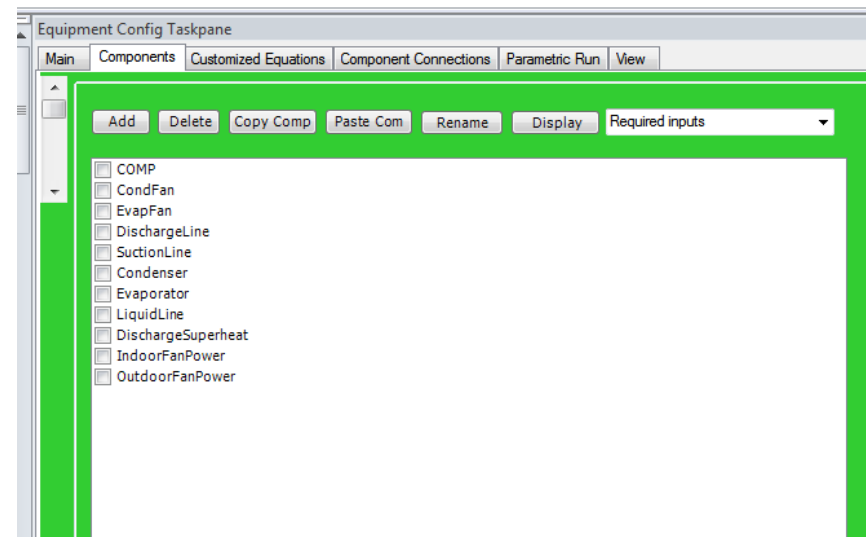 Equipment Config Taskpane
Main Components Customized Equations Component Connections Parametric Run View
Add Delete Copy Comp Paste Com Rename Display Required inputs
COMP
CondFan
EvapFan
DischargeLine
SuctionLine
Condenser
Evaporator
LiquidLine
DischargeSuperheat
IndoorFanPower
OutdoorFanPower